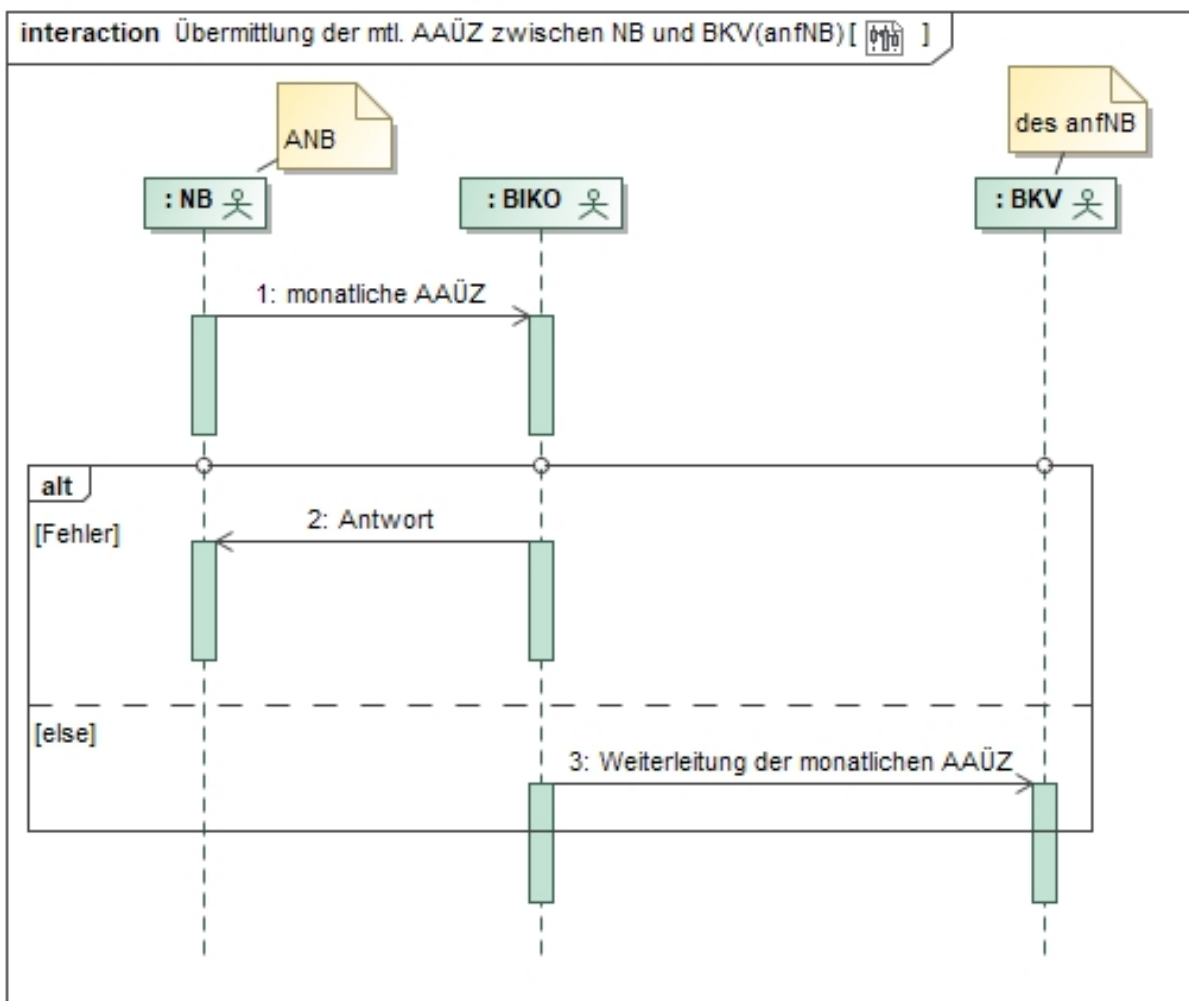 interaction Übermittlung der mtl. AAÜZ zwischen NB und BKV(anfNB) [ ]
ANB
des anfNB
: NB
: BIKO
: BKV
1: monatliche AAÜZ
alt
[Fehler]
2: Antwort
[else]
3: Weiterleitung der monatlichen AAÜZ